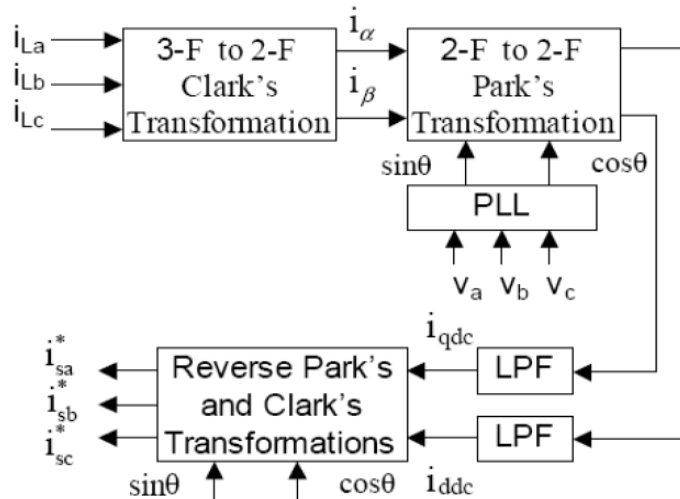 i_La
i_Lb
i_Lc
3-F to 2-F
Clark's
Transformation
i_α
i_β
2-F to 2-F
Park's
Transformation
sinθ
cosθ
PLL
v_a
v_b
v_c
i*_sa
i*_sb
i*_sc
Reverse Park's
and Clark's
Transformations
i_qdc
LPF
LPF
i_ddc
sinθ
cosθ